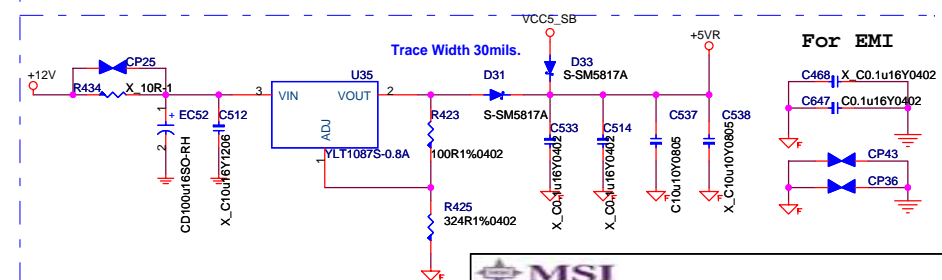 VCC5_SB
+5VR
For EMI
Trace Width 30mils.
+12V
CP25
R434
X_10R-1
U35
D31
D33
S-SM5817A
C468
X_C0.1u16Y0402
C647
C0.1u16Y0402
3
VIN
VOUT
2
ADJ
1
YLT1087S-0.8A
S-SM5817A
R423
100R1%0402
1
+
EC52
2
CD100u16SO-RH
C512
X_C10u16Y1206
C533
X_C0.1u16Y0402
C514
X_C0.1u16Y0402
C537
C10u10Y0805
C538
X_C10u10Y0805
CP43
CP36
R425
324R1%0402
F
F
F
F
F
F
F
MSI